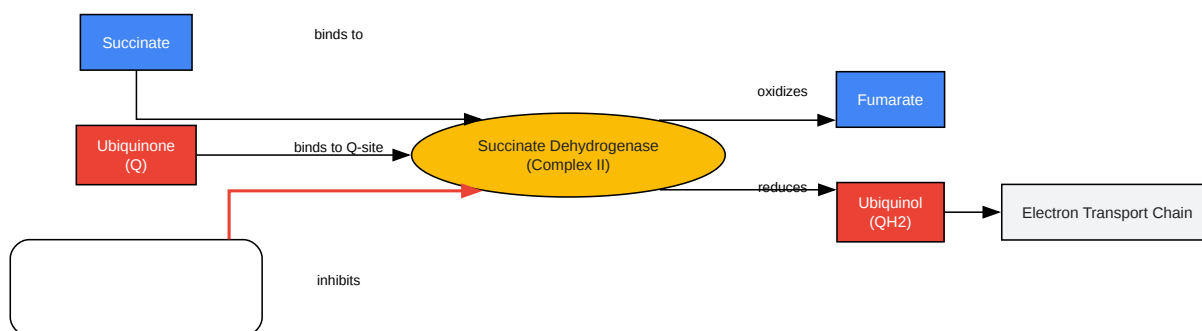 Succinate
binds to
oxidizes
Fumarate
Ubiquinone
(Q)
binds to Q-site
Succinate Dehydrogenase
(Complex II)
reduces
Ubiquinol
(QH2)
Electron Transport Chain
inhibits